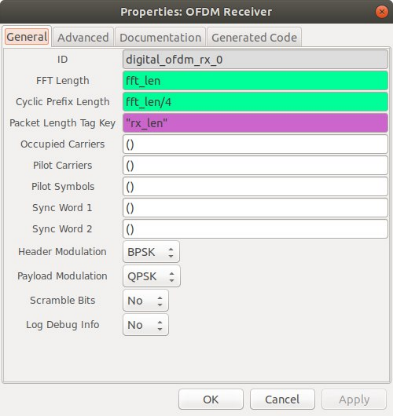 Properties: OFDM Receiver
General Advanced Documentation Generated Code
ID digital_ofdm_rx_0
FFT Length fft_len
Cyclic Prefix Length fft_len/4
Packet Length Tag Key "rx_len"
Occupied Carriers ()
Pilot Carriers ()
Pilot Symbols ()
Sync Word 1 ()
Sync Word 2 ()
Header Modulation BPSK
Payload Modulation QPSK
Scramble Bits No
Log Debug Info No
OK Cancel Apply